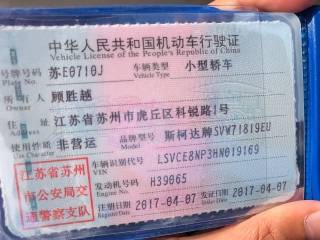 中华人民共和国机动车行驶证
Vehicle License of the People's Republic of China
号牌号码 苏E0710J 车辆类型 小型轿车
Plate No. Vehicle Type
所有人 顾胜越
Owner
住址 江苏省苏州市虎丘区科锐路1号
Address
使用性质 非营运 品牌型号 斯柯达牌SVW71819EU
Use Character Model
车辆识别代号 LSVCE8NP3HN019169
VIN
江苏省苏州
市公安局交
通警察支队
发动机号码 H39065
Engine No.
注册日期 2017-04-07 发证日期 2017-04-07
Register Date Issue Date